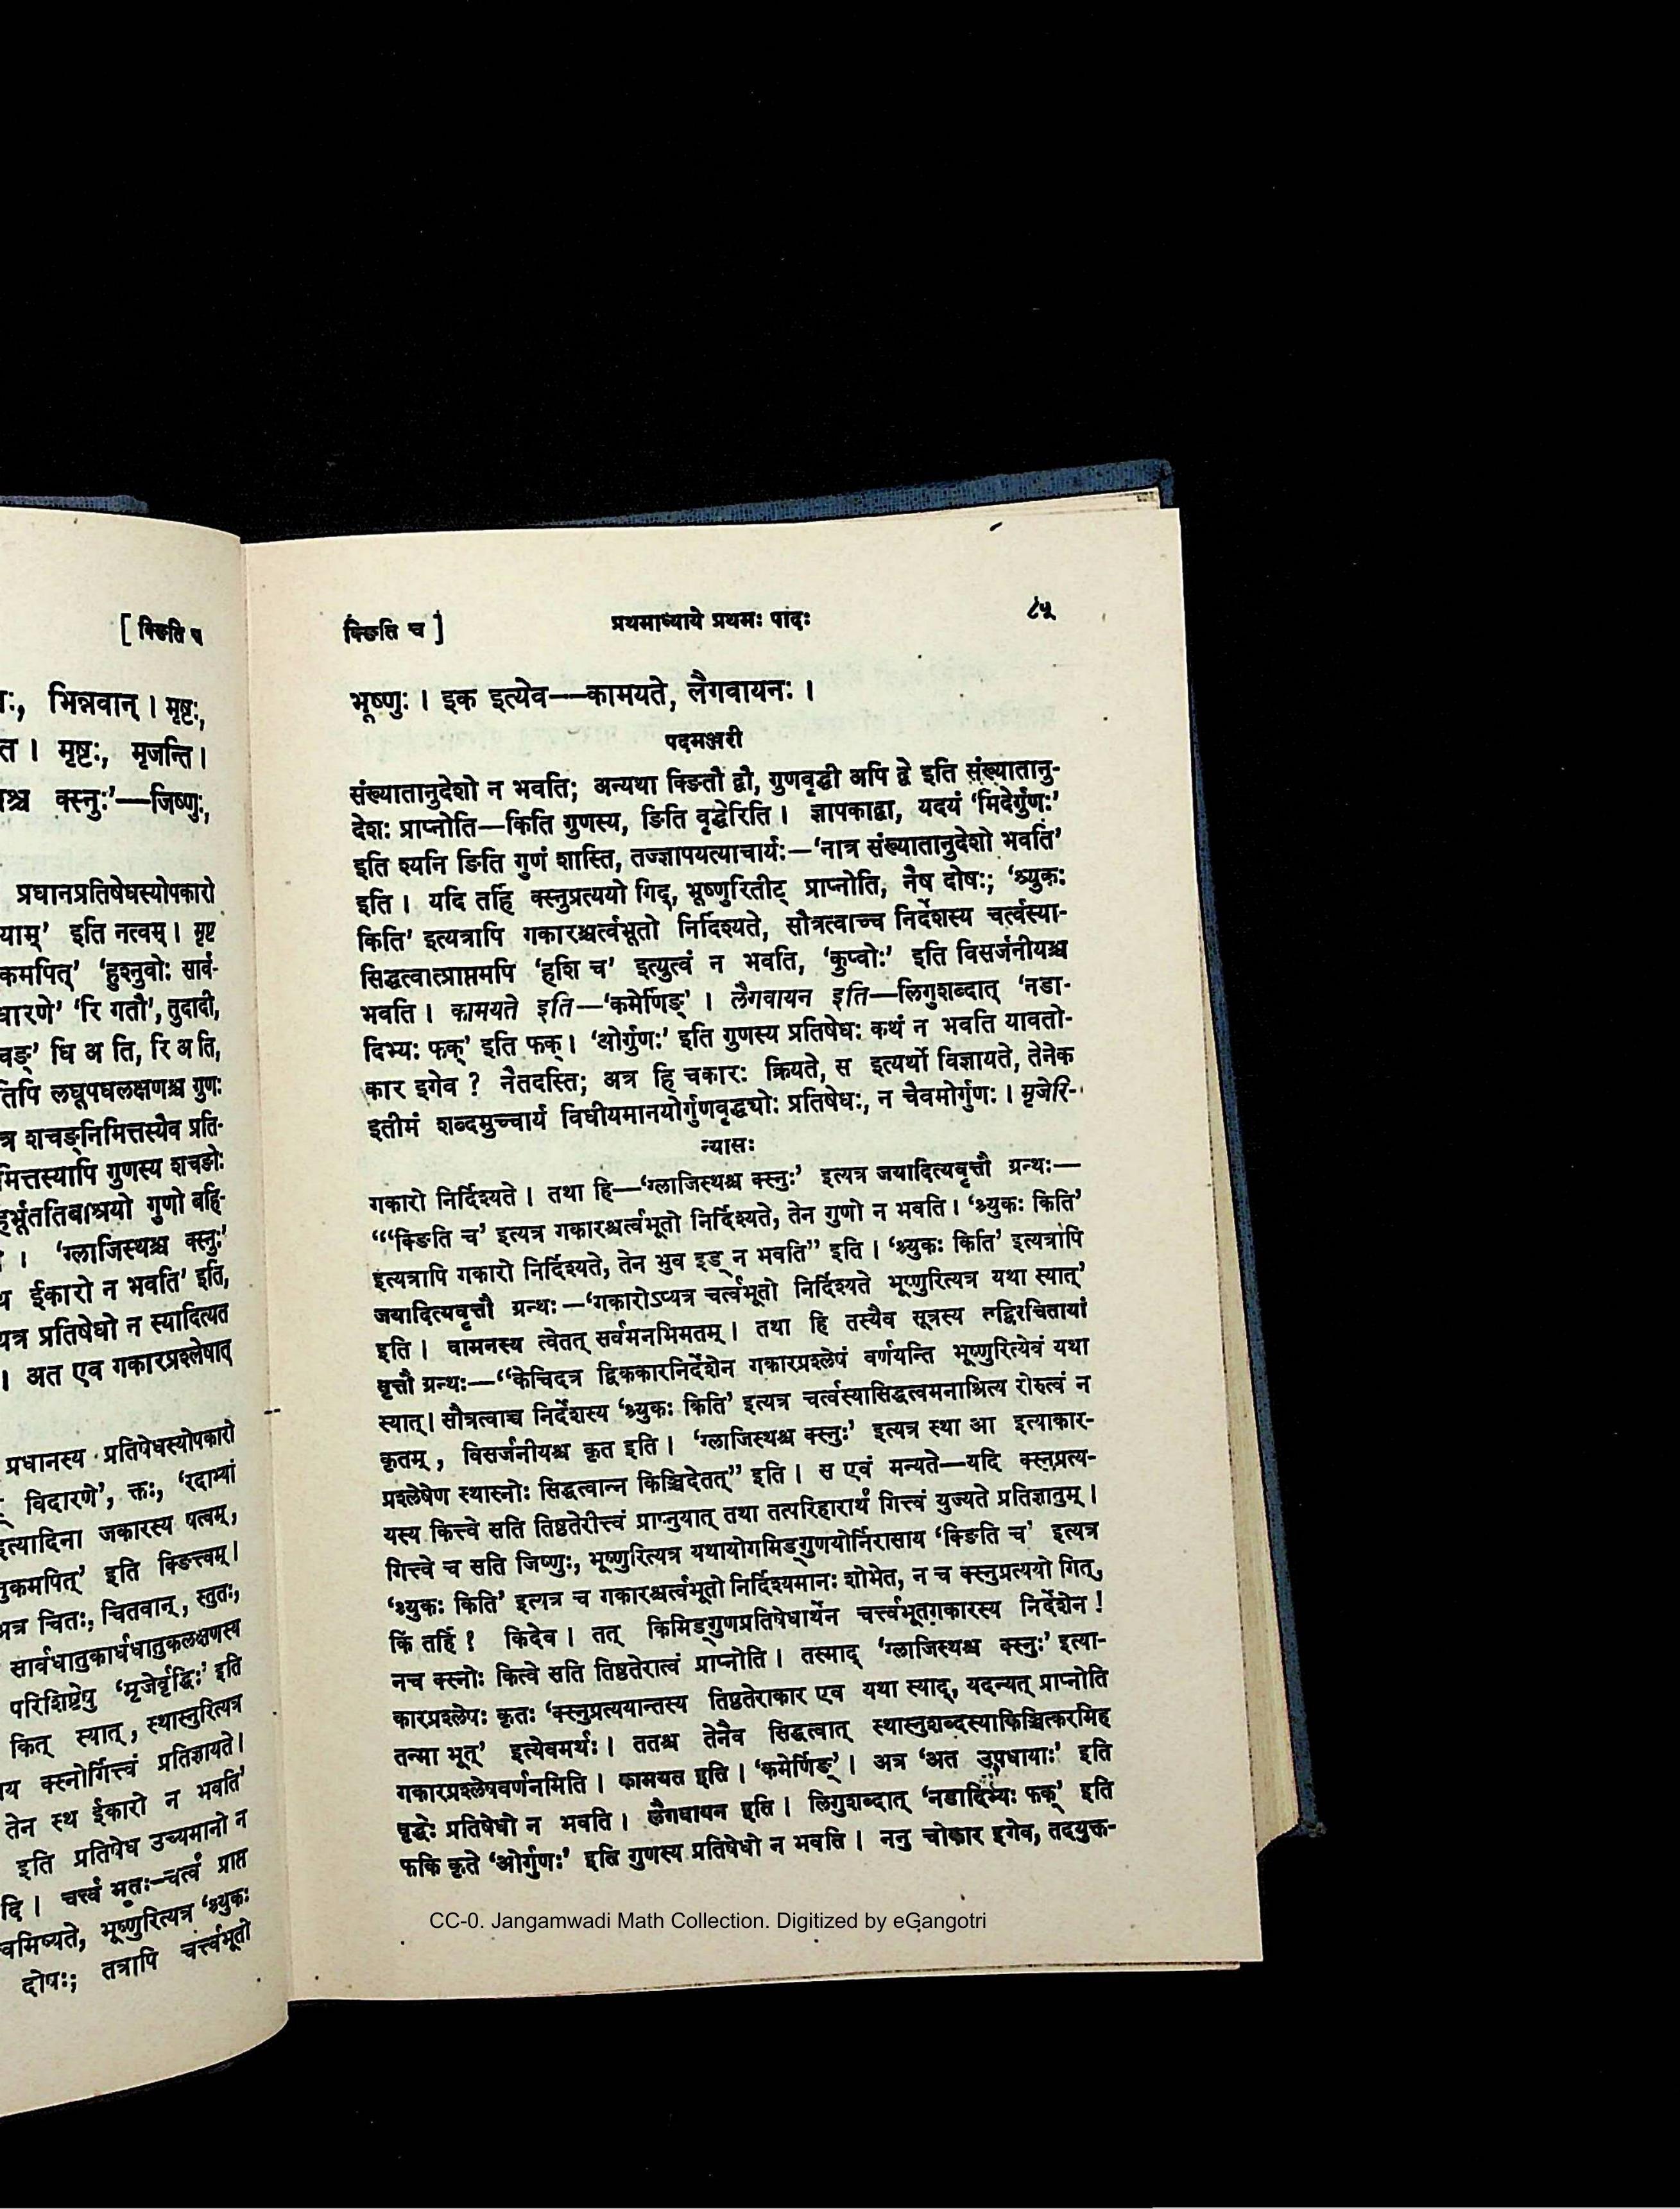 [ क्ङिति च
भिन्नवान् । मृष्टः,
मृष्टः, मृजन्ति ।
क्स्नुः’—जिष्णुः,
प्रधानप्रतिषेधस्योपकारो
इति नत्वम् । मृष्ट
‘हुश्नुवोः सार्व-
‘रि गतौ’, तुदादी,
धि अ ति, रि अ ति,
लघूपधलक्षणश्च गुणः
शचङ्निमित्तस्यैव प्रति-
गुणस्य शचङोः
गुणो बहि-
। ‘ग्लाजिस्थश्च क्स्नुः’
ईकारो न भवति’ इति,
प्रतिषेधो न स्यादित्यत
। अत एव गकारप्रश्लेषात्
प्रधानस्य प्रतिषेधस्योपकारो
विदारणे’, क्तः, ‘रदाभ्यां
जकारस्य षत्वम्,
इति क्ङित्त्वम् ।
चितः, चितवान्, स्तुतः,
सार्वधातुकार्धधातुकलक्षणस्य
परिशिष्टेषु ‘मृजेर्वृद्धिः’ इति
कित् स्यात्, स्थास्नुरित्यत्र
क्स्नोर्गित्त्वं प्रतिज्ञायते ।
तेन स्थ ईकारो न भवति’
इति प्रतिषेध उच्यमानो न
। चर्त्त्वं भूतः—चर्त्वं प्राप्त
भूष्णुरित्यत्र ‘श्र्युकः
दोषः; तत्रापि चर्त्त्वभूतो
क्ङिति च ] प्रथमाध्याये प्रथमः पादः ८५
भूष्णुः । इक इत्येव—कामयते, लैगवायनः ।
पदमञ्जरी
संख्यातानुदेशो न भवति; अन्यथा क्ङितौ द्वौ, गुणवृद्धी अपि द्वे इति संख्यातानु-
देशः प्राप्नोति—किति गुणस्य, ङिति वृद्धेरिति । ज्ञापकाद्वा, यदयं ‘मिदेर्गुणः’
इति श्यनि ङिति गुणं शास्ति, तज्ज्ञापयत्याचार्यः—‘नात्र संख्यातानुदेशो भवति’
इति । यदि तर्हि क्स्नुप्रत्ययो गिद्, भूष्णुरितीट् प्राप्नोति, नैष दोषः; ‘श्र्युकः
किति’ इत्यत्रापि गकारश्चर्त्वभूतो निर्दिश्यते, सौत्रत्वाच्च निर्देशस्य चर्त्वस्या-
सिद्धत्वात्प्राप्तमपि ‘हशि च’ इत्युत्वं न भवति, ‘कुप्वोः’ इति विसर्जनीयश्च
भवति । कामयते इति—‘कमेर्णिङ्’ । लैगवायन इति—लिगुशब्दात् ‘नडा-
दिभ्यः फक्’ इति फक् । ‘ओर्गुणः’ इति गुणस्य प्रतिषेधः कथं न भवति यावतो-
कार इगेव ? नैतदस्ति; अत्र हि चकारः क्रियते, स इत्यर्थो विज्ञायते, तेनेक
इतीमं शब्दमुच्चार्य विधीयमानयोर्गुणवृद्ध्योः प्रतिषेधः, न चैवमोर्गुणः । मृजेरि-
न्यासः
गकारो निर्दिश्यते । तथा हि—‘ग्लाजिस्थश्च क्स्नुः’ इत्यत्र जयादित्यवृत्तौ ग्रन्थः—
“‘क्ङिति च’ इत्यत्र गकारश्चर्त्वभूतो निर्दिश्यते, तेन गुणो न भवति । ‘श्र्युकः किति’
इत्यत्रापि गकारो निर्दिश्यते, तेन भुव इड् न भवति” इति । ‘श्र्युकः किति’ इत्यत्रापि
जयादित्यवृत्तौ ग्रन्थः—‘गकारोऽप्यत्र चर्त्वभूतो निर्दिश्यते भूष्णुरित्यत्र यथा स्यात्’
इति । वामनस्य त्वेतत् सर्वमनभिमतम् । तथा हि तस्यैव सूत्रस्य तद्विरचितायां
वृत्तौ ग्रन्थः—“केचिदत्र द्विककारनिर्देशेन गकारप्रश्लेषं वर्णयन्ति भूष्णुरित्येवं यथा
स्यात् । सौत्रत्वाच्च निर्देशस्य ‘श्र्युकः किति’ इत्यत्र चर्त्वस्यासिद्धत्वमनाश्रित्य रोरुत्वं न
कृतम्, विसर्जनीयश्च कृत इति । ‘ग्लाजिस्थश्च क्स्नुः’ इत्यत्र स्था आ इत्याकार-
प्रश्लेषेण स्थास्नोः सिद्धत्वान्न किञ्चिदेतत्” इति । स एवं मन्यते—यदि क्स्नुप्रत्य-
यस्य कित्त्वे सति तिष्ठतेरीत्त्वं प्राप्नुयात् तथा तत्परिहारार्थं गित्त्वं युज्यते प्रतिज्ञातुम् ।
गित्त्वे च सति जिष्णुः, भूष्णुरित्यत्र यथायोगमिड्गुणयोर्निरासाय ‘क्ङिति च’ इत्यत्र
‘श्र्युकः किति’ इत्यत्र च गकारश्चर्त्वभूतो निर्दिश्यमानः शोभेत, न च क्स्नुप्रत्ययो गित्,
किं तर्हि ? किदेव । तत् किमिड्गुणप्रतिषेधार्थेन चर्त्त्वभूतगकारस्य निर्देशेन !
नच क्स्नोः कित्वे सति तिष्ठतेरात्वं प्राप्नोति । तस्माद् ‘ग्लाजिस्थश्च क्स्नुः’ इत्या-
कारप्रश्लेषः कृतः ‘क्स्नुप्रत्ययान्तस्य तिष्ठतेराकार एव यथा स्याद्, यदन्यत् प्राप्नोति
तन्मा भूत्’ इत्येवमर्थः । ततश्च तेनैव सिद्धत्वात् स्थास्नुशब्दस्याकिञ्चित्करमिह
गकारप्रश्लेषवर्णनमिति । कामयत इति । ‘कमेर्णिङ्’ । अत्र ‘अत उपधायाः’ इति
वृद्धेः प्रतिषेधो न भवति । लैगवायन इति । लिगुशब्दात् ‘नडादिभ्यः फक्’ इति
फकि कृते ‘ओर्गुणः’ इति गुणस्य प्रतिषेधो न भवति । ननु चोकार इगेव, तदयुक्त-
CC-0. Jangamwadi Math Collection. Digitized by eGangotri